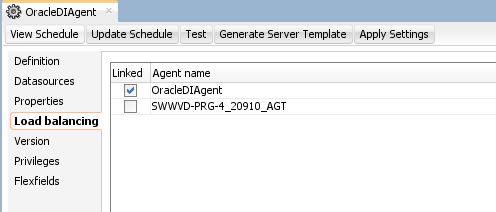 OracleDIAgent
View Schedule Update Schedule Test Generate Server Template Apply Settings
Definition
Datasources
Properties
Load balancing
Version
Privileges
Flexfields
Linked Agent name
OracleDIAgent
SWWVD-PRG-4_20910_AGT